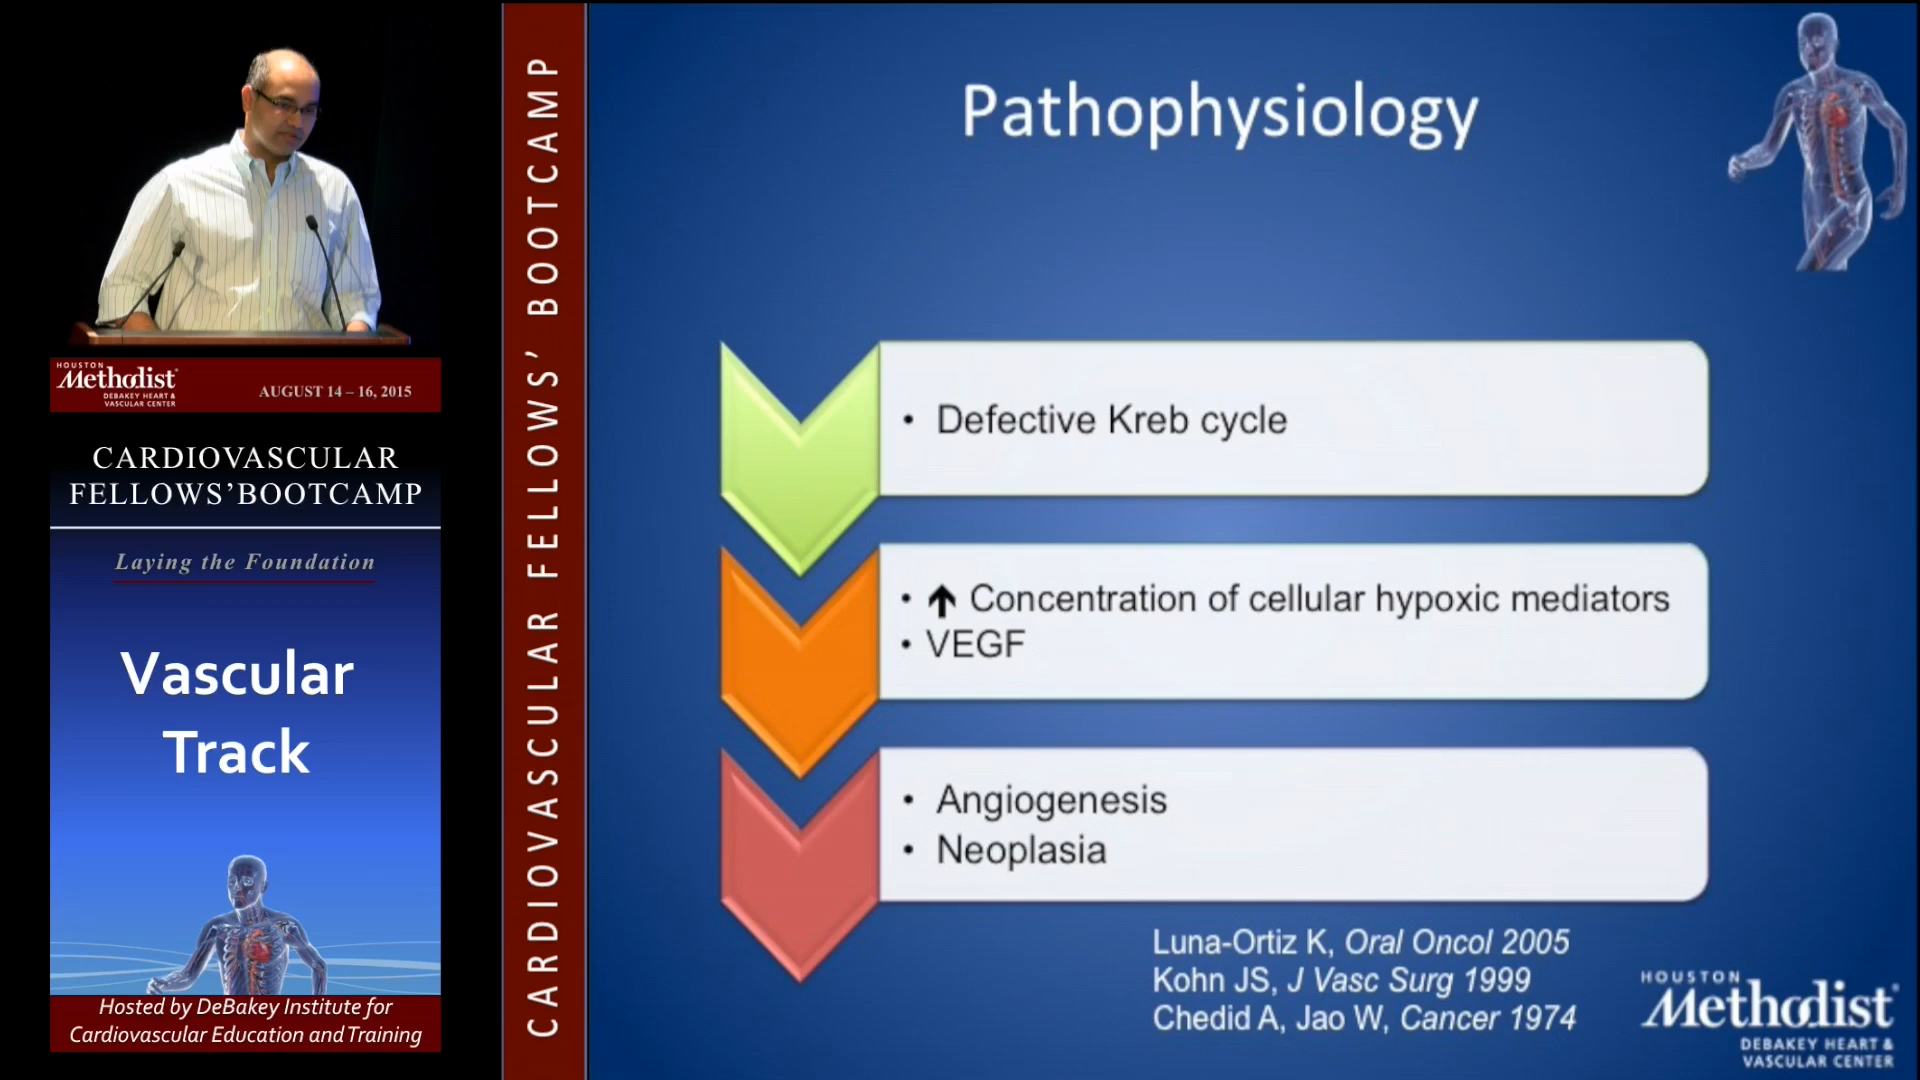 HOUSTON
Methodist
DEBAKEY HEART &
VASCULAR CENTER
AUGUST 14 – 16, 2015
CARDIOVASCULAR
FELLOWS’BOOTCAMP
Laying the Foundation
Vascular
Track
Hosted by DeBakey Institute for
Cardiovascular Education and Training
CARDIOVASCULAR FELLOWS’ BOOTCAMP
Pathophysiology
• Defective Kreb cycle
• ↑ Concentration of cellular hypoxic mediators
• VEGF
• Angiogenesis
• Neoplasia
Luna-Ortiz K, Oral Oncol 2005
Kohn JS, J Vasc Surg 1999
Chedid A, Jao W, Cancer 1974
HOUSTON
Methodist
DEBAKEY HEART &
VASCULAR CENTER